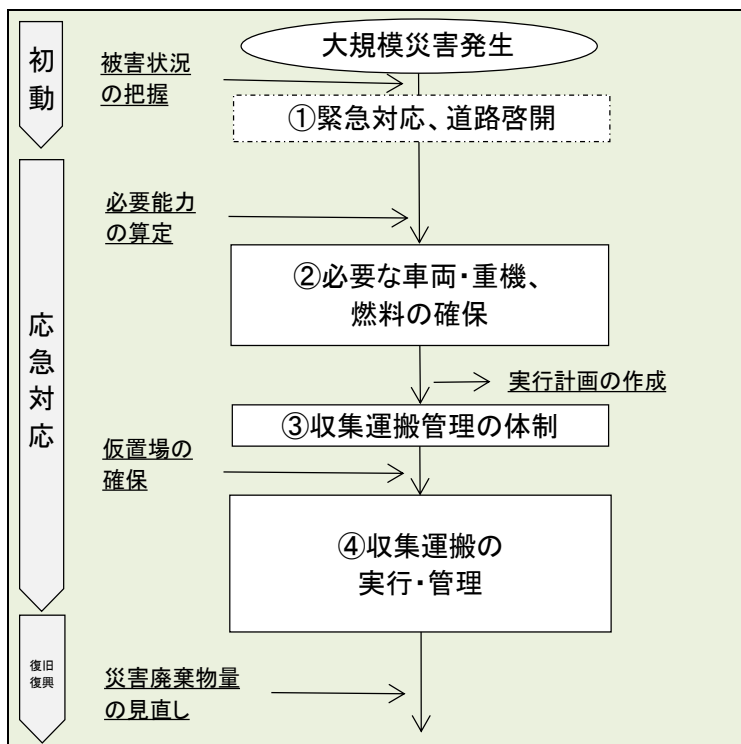 初動
大規模災害発生
被害状況
の把握
①緊急対応、道路啓開
応急対応
必要能力
の算定
②必要な車両・重機、
燃料の確保
実行計画の作成
③収集運搬管理の体制
仮置場の
確保
④収集運搬の
実行・管理
復旧
復興
災害廃棄物量
の見直し